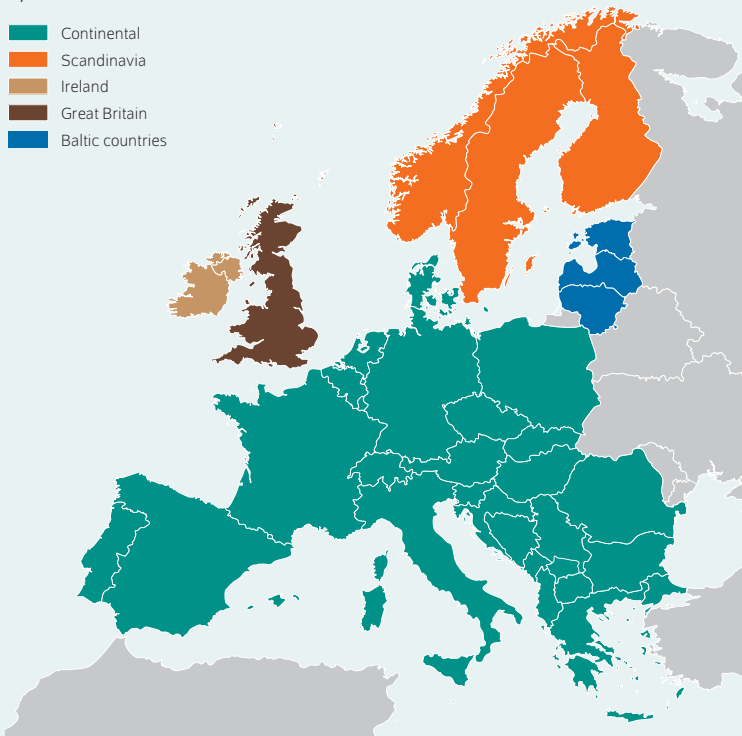 Continental
Scandinavia
Ireland
Great Britain
Baltic countries